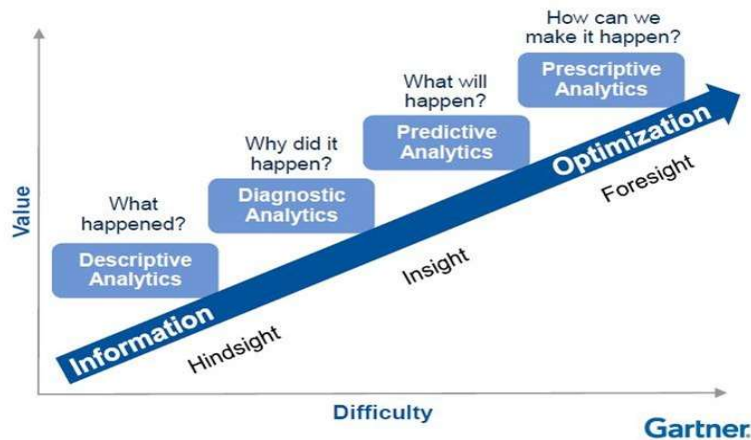 How can we
make it happen?
Prescriptive
Analytics
What will
happen?
Predictive
Analytics
Why did it
happen?
Diagnostic
Analytics
What
happened?
Descriptive
Analytics
Value
Information
Optimization
Hindsight
Insight
Foresight
Difficulty
Gartner.